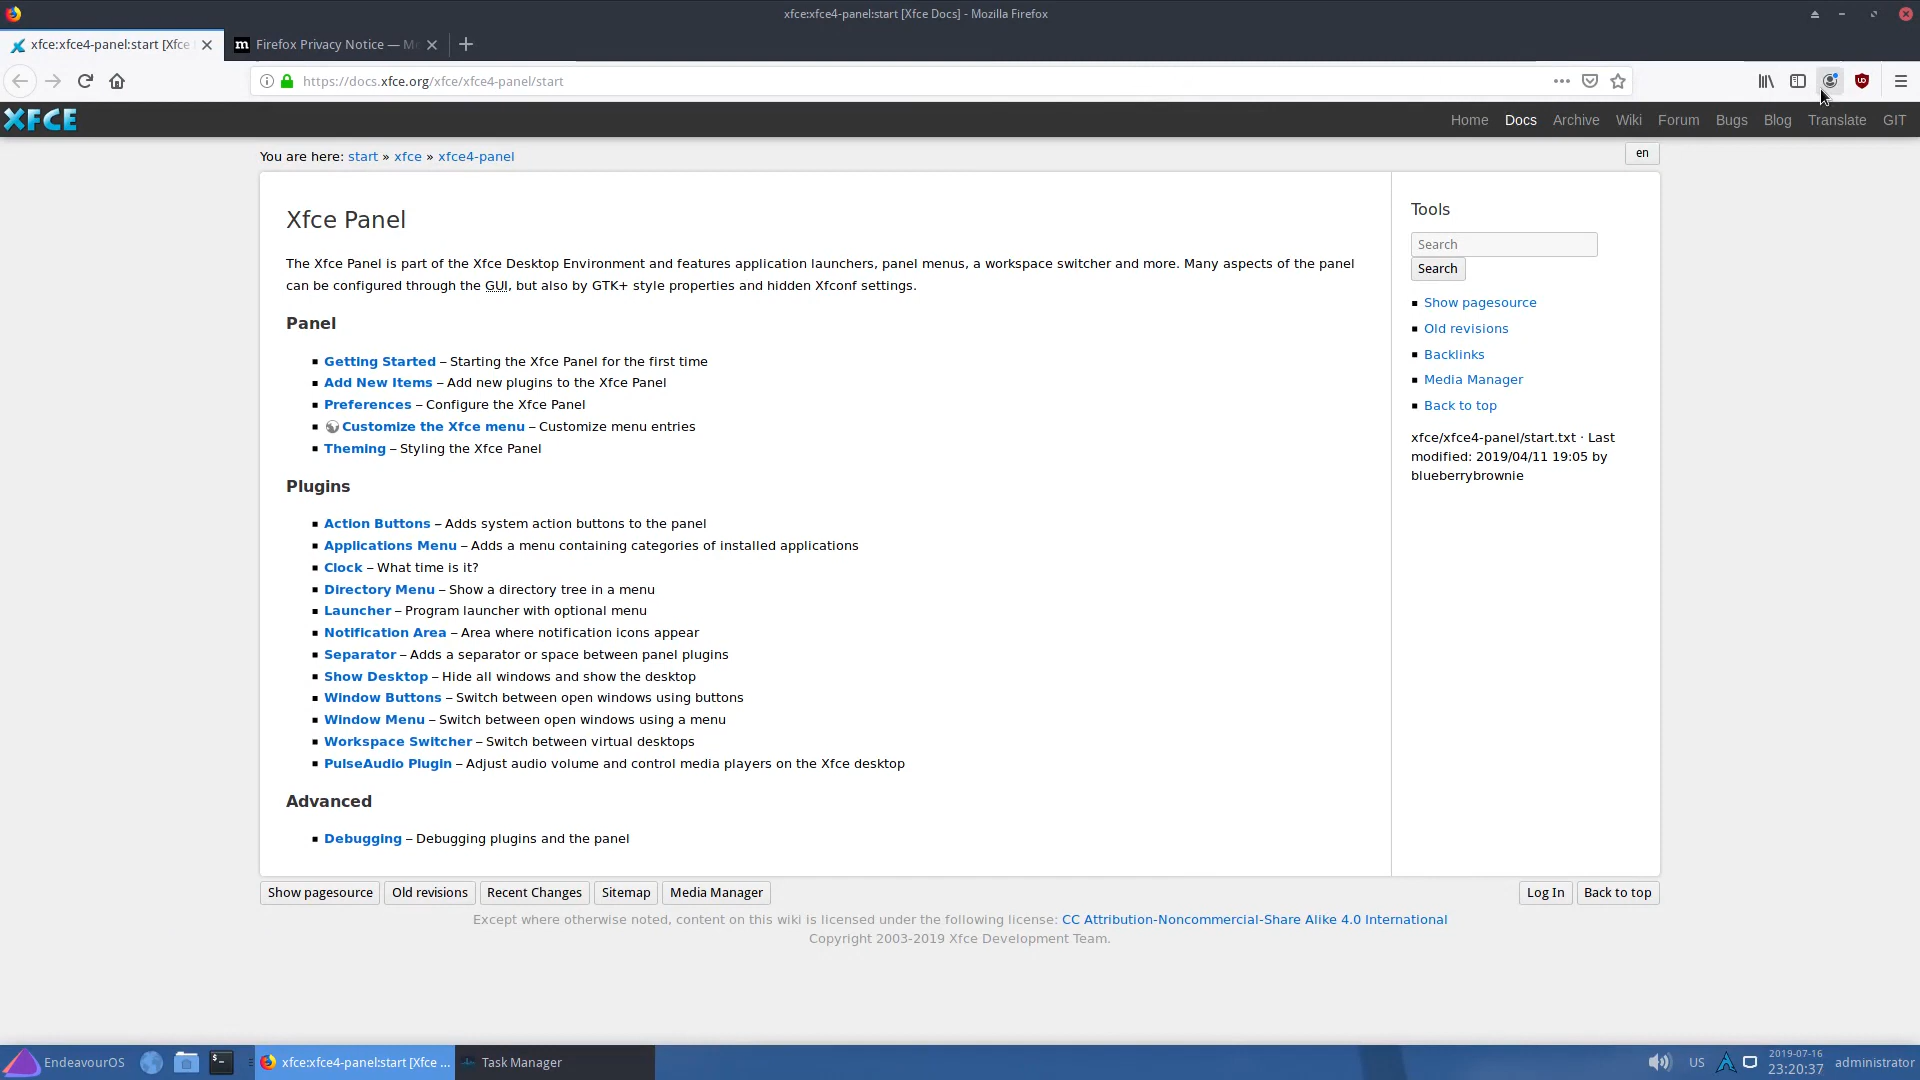 xfce:xfce4-panel:start [Xfce Docs] - Mozilla Firefox
xfce:xfce4-panel:start [Xfce
Firefox Privacy Notice —
https://docs.xfce.org/xfce/xfce4-panel/start
XFCE
Home Docs Archive Wiki Forum Bugs Blog Translate GIT
You are here: start » xfce » xfce4-panel
en
Xfce Panel
The Xfce Panel is part of the Xfce Desktop Environment and features application launchers, panel menus, a workspace switcher and more. Many aspects of the panel
can be configured through the GUI, but also by GTK+ style properties and hidden Xfconf settings.
Panel
Getting Started – Starting the Xfce Panel for the first time
Add New Items – Add new plugins to the Xfce Panel
Preferences – Configure the Xfce Panel
Customize the Xfce menu – Customize menu entries
Theming – Styling the Xfce Panel
Plugins
Action Buttons – Adds system action buttons to the panel
Applications Menu – Adds a menu containing categories of installed applications
Clock – What time is it?
Directory Menu – Show a directory tree in a menu
Launcher – Program launcher with optional menu
Notification Area – Area where notification icons appear
Separator – Adds a separator or space between panel plugins
Show Desktop – Hide all windows and show the desktop
Window Buttons – Switch between open windows using buttons
Window Menu – Switch between open windows using a menu
Workspace Switcher – Switch between virtual desktops
PulseAudio Plugin – Adjust audio volume and control media players on the Xfce desktop
Advanced
Debugging – Debugging plugins and the panel
Tools
Search
Search
Show pagesource
Old revisions
Backlinks
Media Manager
Back to top
xfce/xfce4-panel/start.txt · Last
modified: 2019/04/11 19:05 by
blueberrybrownie
Show pagesource Old revisions Recent Changes Sitemap Media Manager
Log In Back to top
Except where otherwise noted, content on this wiki is licensed under the following license: CC Attribution-Noncommercial-Share Alike 4.0 International
Copyright 2003-2019 Xfce Development Team.
EndeavourOS
xfce:xfce4-panel:start [Xfce ...
Task Manager
US
2019-07-16
23:20:37
administrator